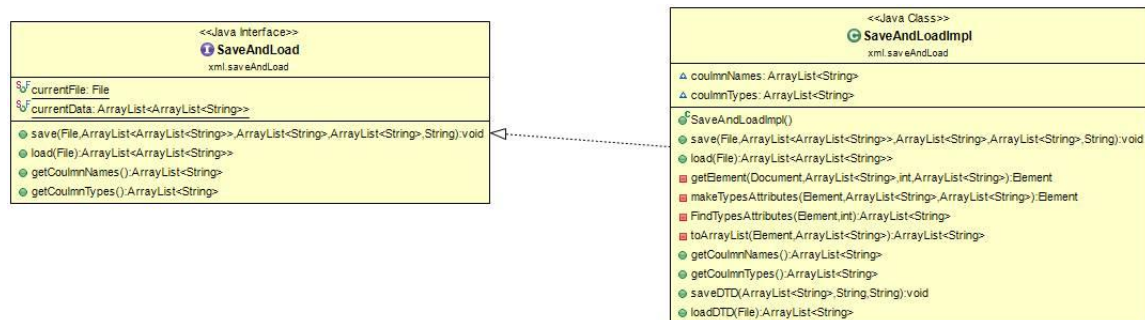 <<Java Interface>>
SaveAndLoad
xml.saveAndLoad
currentFile: File
currentData: ArrayList<ArrayList<String>>
save(File,ArrayList<ArrayList<String>>,ArrayList<String>,ArrayList<String>,String):void
load(File):ArrayList<ArrayList<String>>
getCoulmnNames():ArrayList<String>
getCoulmnTypes():ArrayList<String>
<<Java Class>>
SaveAndLoadImpl
xml.saveAndLoad
coulmnNames: ArrayList<String>
coulmnTypes: ArrayList<String>
SaveAndLoadImpl()
save(File,ArrayList<ArrayList<String>>,ArrayList<String>,ArrayList<String>,String):void
load(File):ArrayList<ArrayList<String>>
getElement(Document,ArrayList<String>,int,ArrayList<String>):Element
makeTypesAttributes(Element,ArrayList<String>,ArrayList<String>):Element
FindTypesAttributes(Element,int):ArrayList<String>
toArrayList(Element,ArrayList<String>):ArrayList<String>
getCoulmnNames():ArrayList<String>
getCoulmnTypes():ArrayList<String>
saveDTD(ArrayList<String>,String,String):void
loadDTD(File):ArrayList<String>